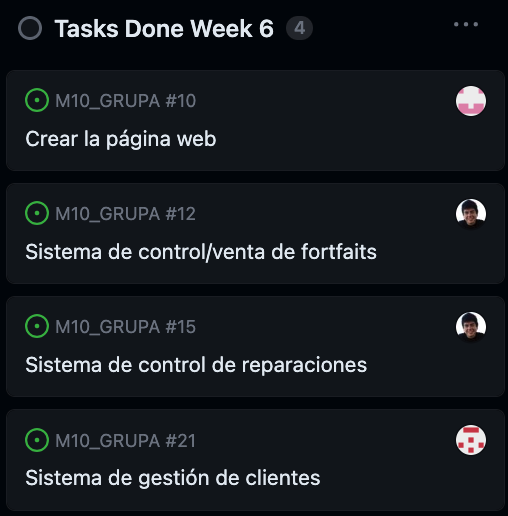 Tasks Done Week 6 4
M10_GRUPA #10
Crear la página web
M10_GRUPA #12
Sistema de control/venta de fortfaits
M10_GRUPA #15
Sistema de control de reparaciones
M10_GRUPA #21
Sistema de gestión de clientes